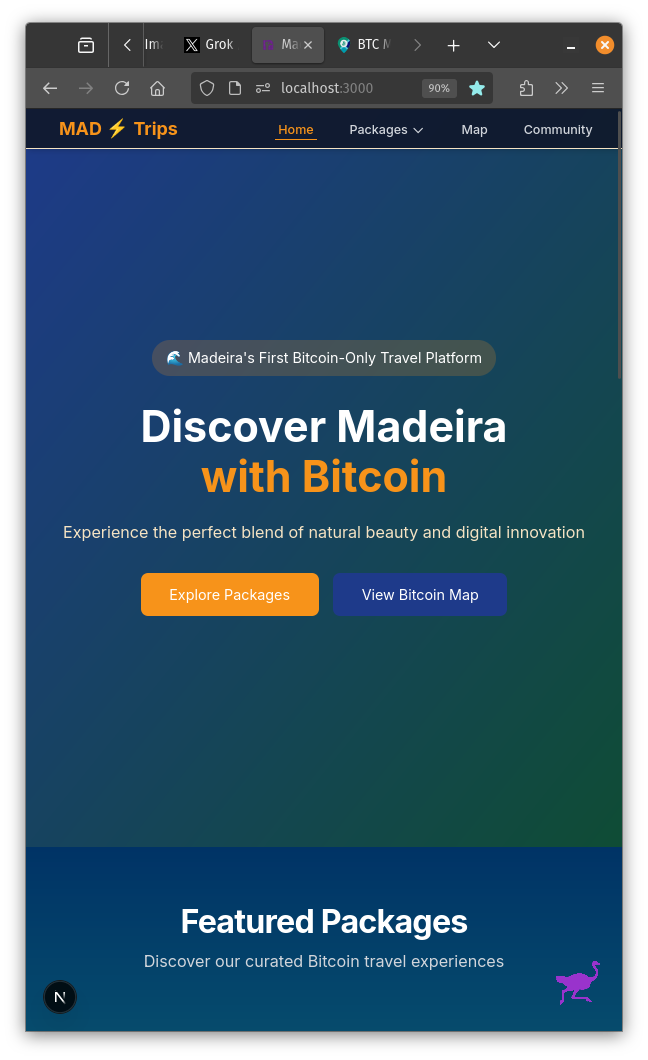 Im
Grok
Ma
BTC M
localhost:3000
90%
MAD ⚡ Trips
Home
Packages
Map
Community
🌊 Madeira's First Bitcoin-Only Travel Platform
Discover Madeira
with Bitcoin
Experience the perfect blend of natural beauty and digital innovation
Explore Packages
View Bitcoin Map
Featured Packages
Discover our curated Bitcoin travel experiences
N